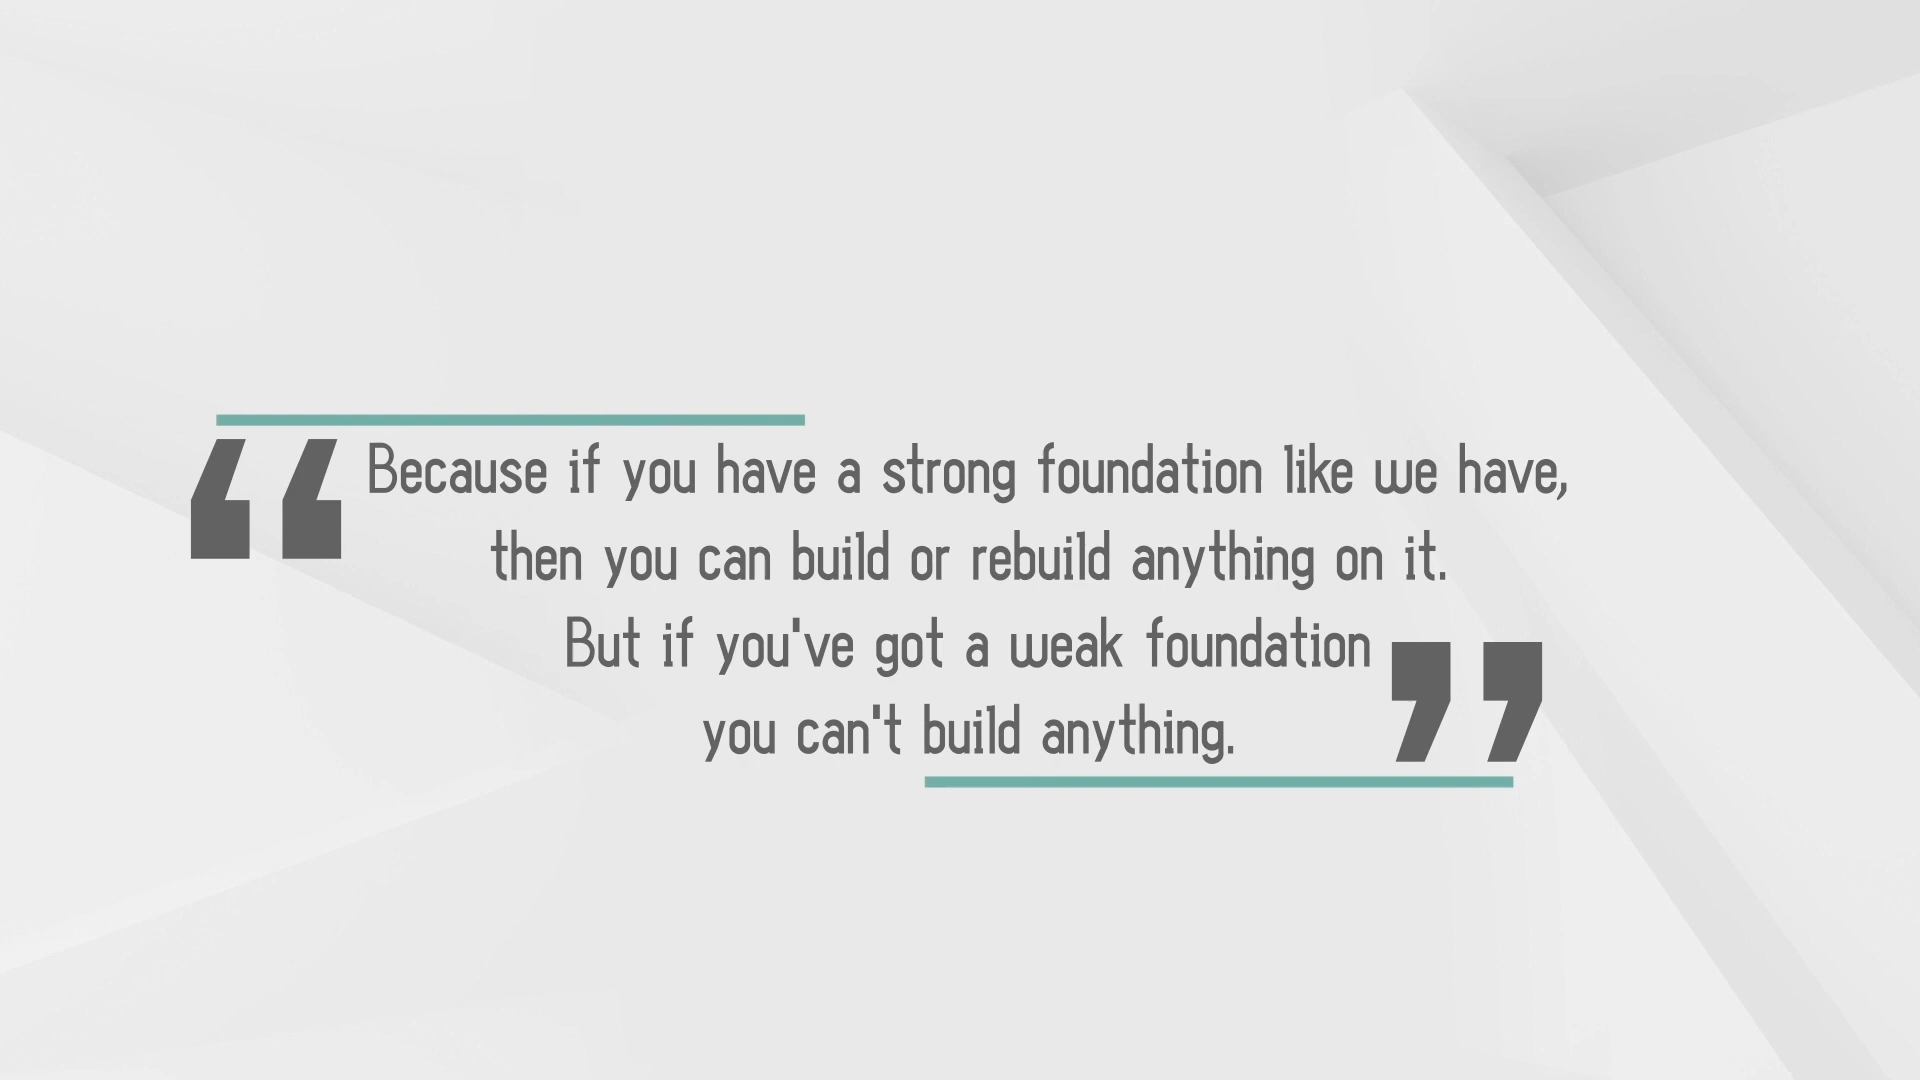 “Because if you have a strong foundation like we have,
then you can build or rebuild anything on it.
But if you've got a weak foundation
you can't build anything.”